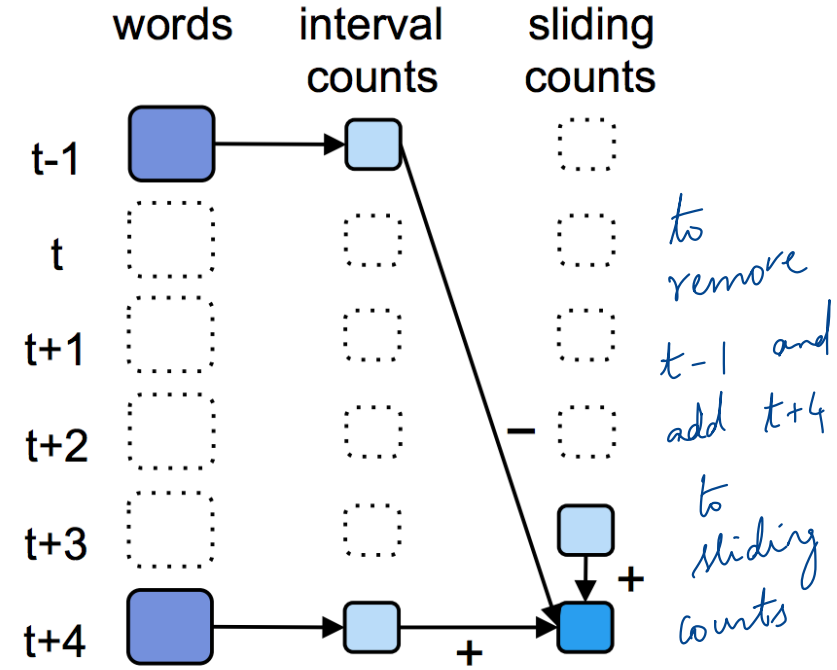 words interval sliding
counts counts
t-1
t
to
remove
t+1
t-1 and
t+2
−
add t+4
t+3
to
sliding
+
t+4
+
counts